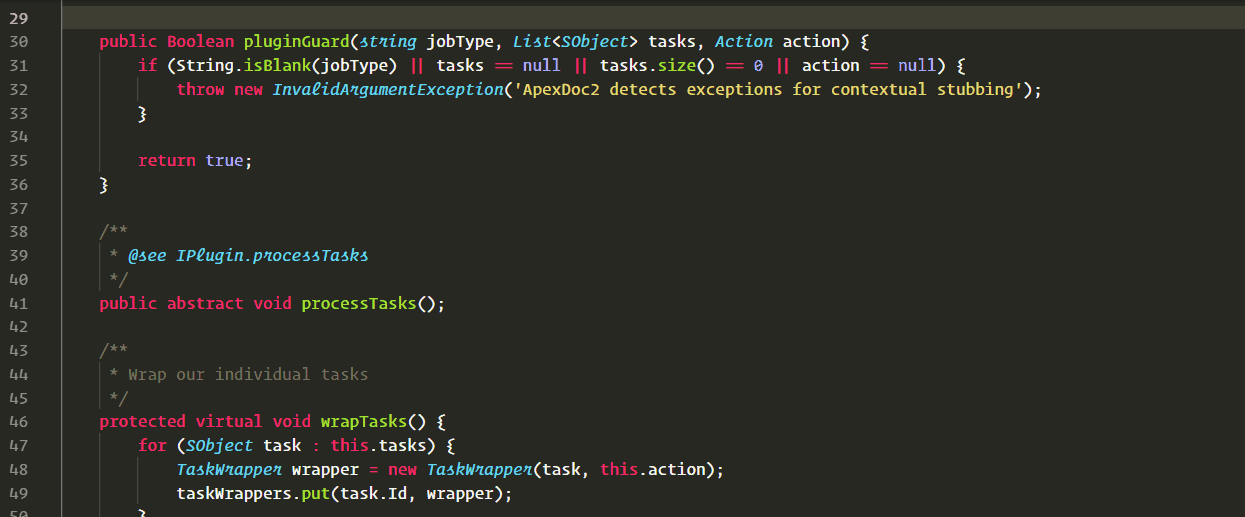 29
30 public Boolean pluginGuard(string jobType, List<SObject> tasks, Action action) {
31 if (String.isBlank(jobType) || tasks == null || tasks.size() == 0 || action == null) {
32 throw new InvalidArgumentException('ApexDoc2 detects exceptions for contextual stubbing');
33 }
34
35 return true;
36 }
37
38 /**
39 * @see IPlugin.processTasks
40 */
41 public abstract void processTasks();
42
43 /**
44 * Wrap our individual tasks
45 */
46 protected virtual void wrapTasks() {
47 for (SObject task : this.tasks) {
48 TaskWrapper wrapper = new TaskWrapper(task, this.action);
49 taskWrappers.put(task.Id, wrapper);
50 }